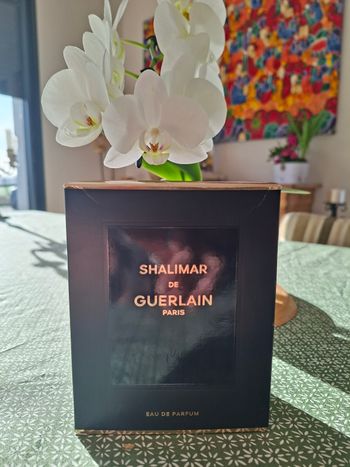 SHALIMAR
DE
GUERLAIN
PARIS
EAU DE PARFUM